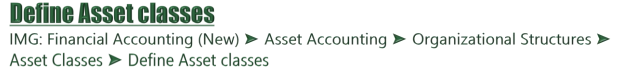 Define Asset classes
IMG: Financial Accounting (New) ➤ Asset Accounting ➤ Organizational Structures ➤
Asset Classes ➤ Define Asset classes